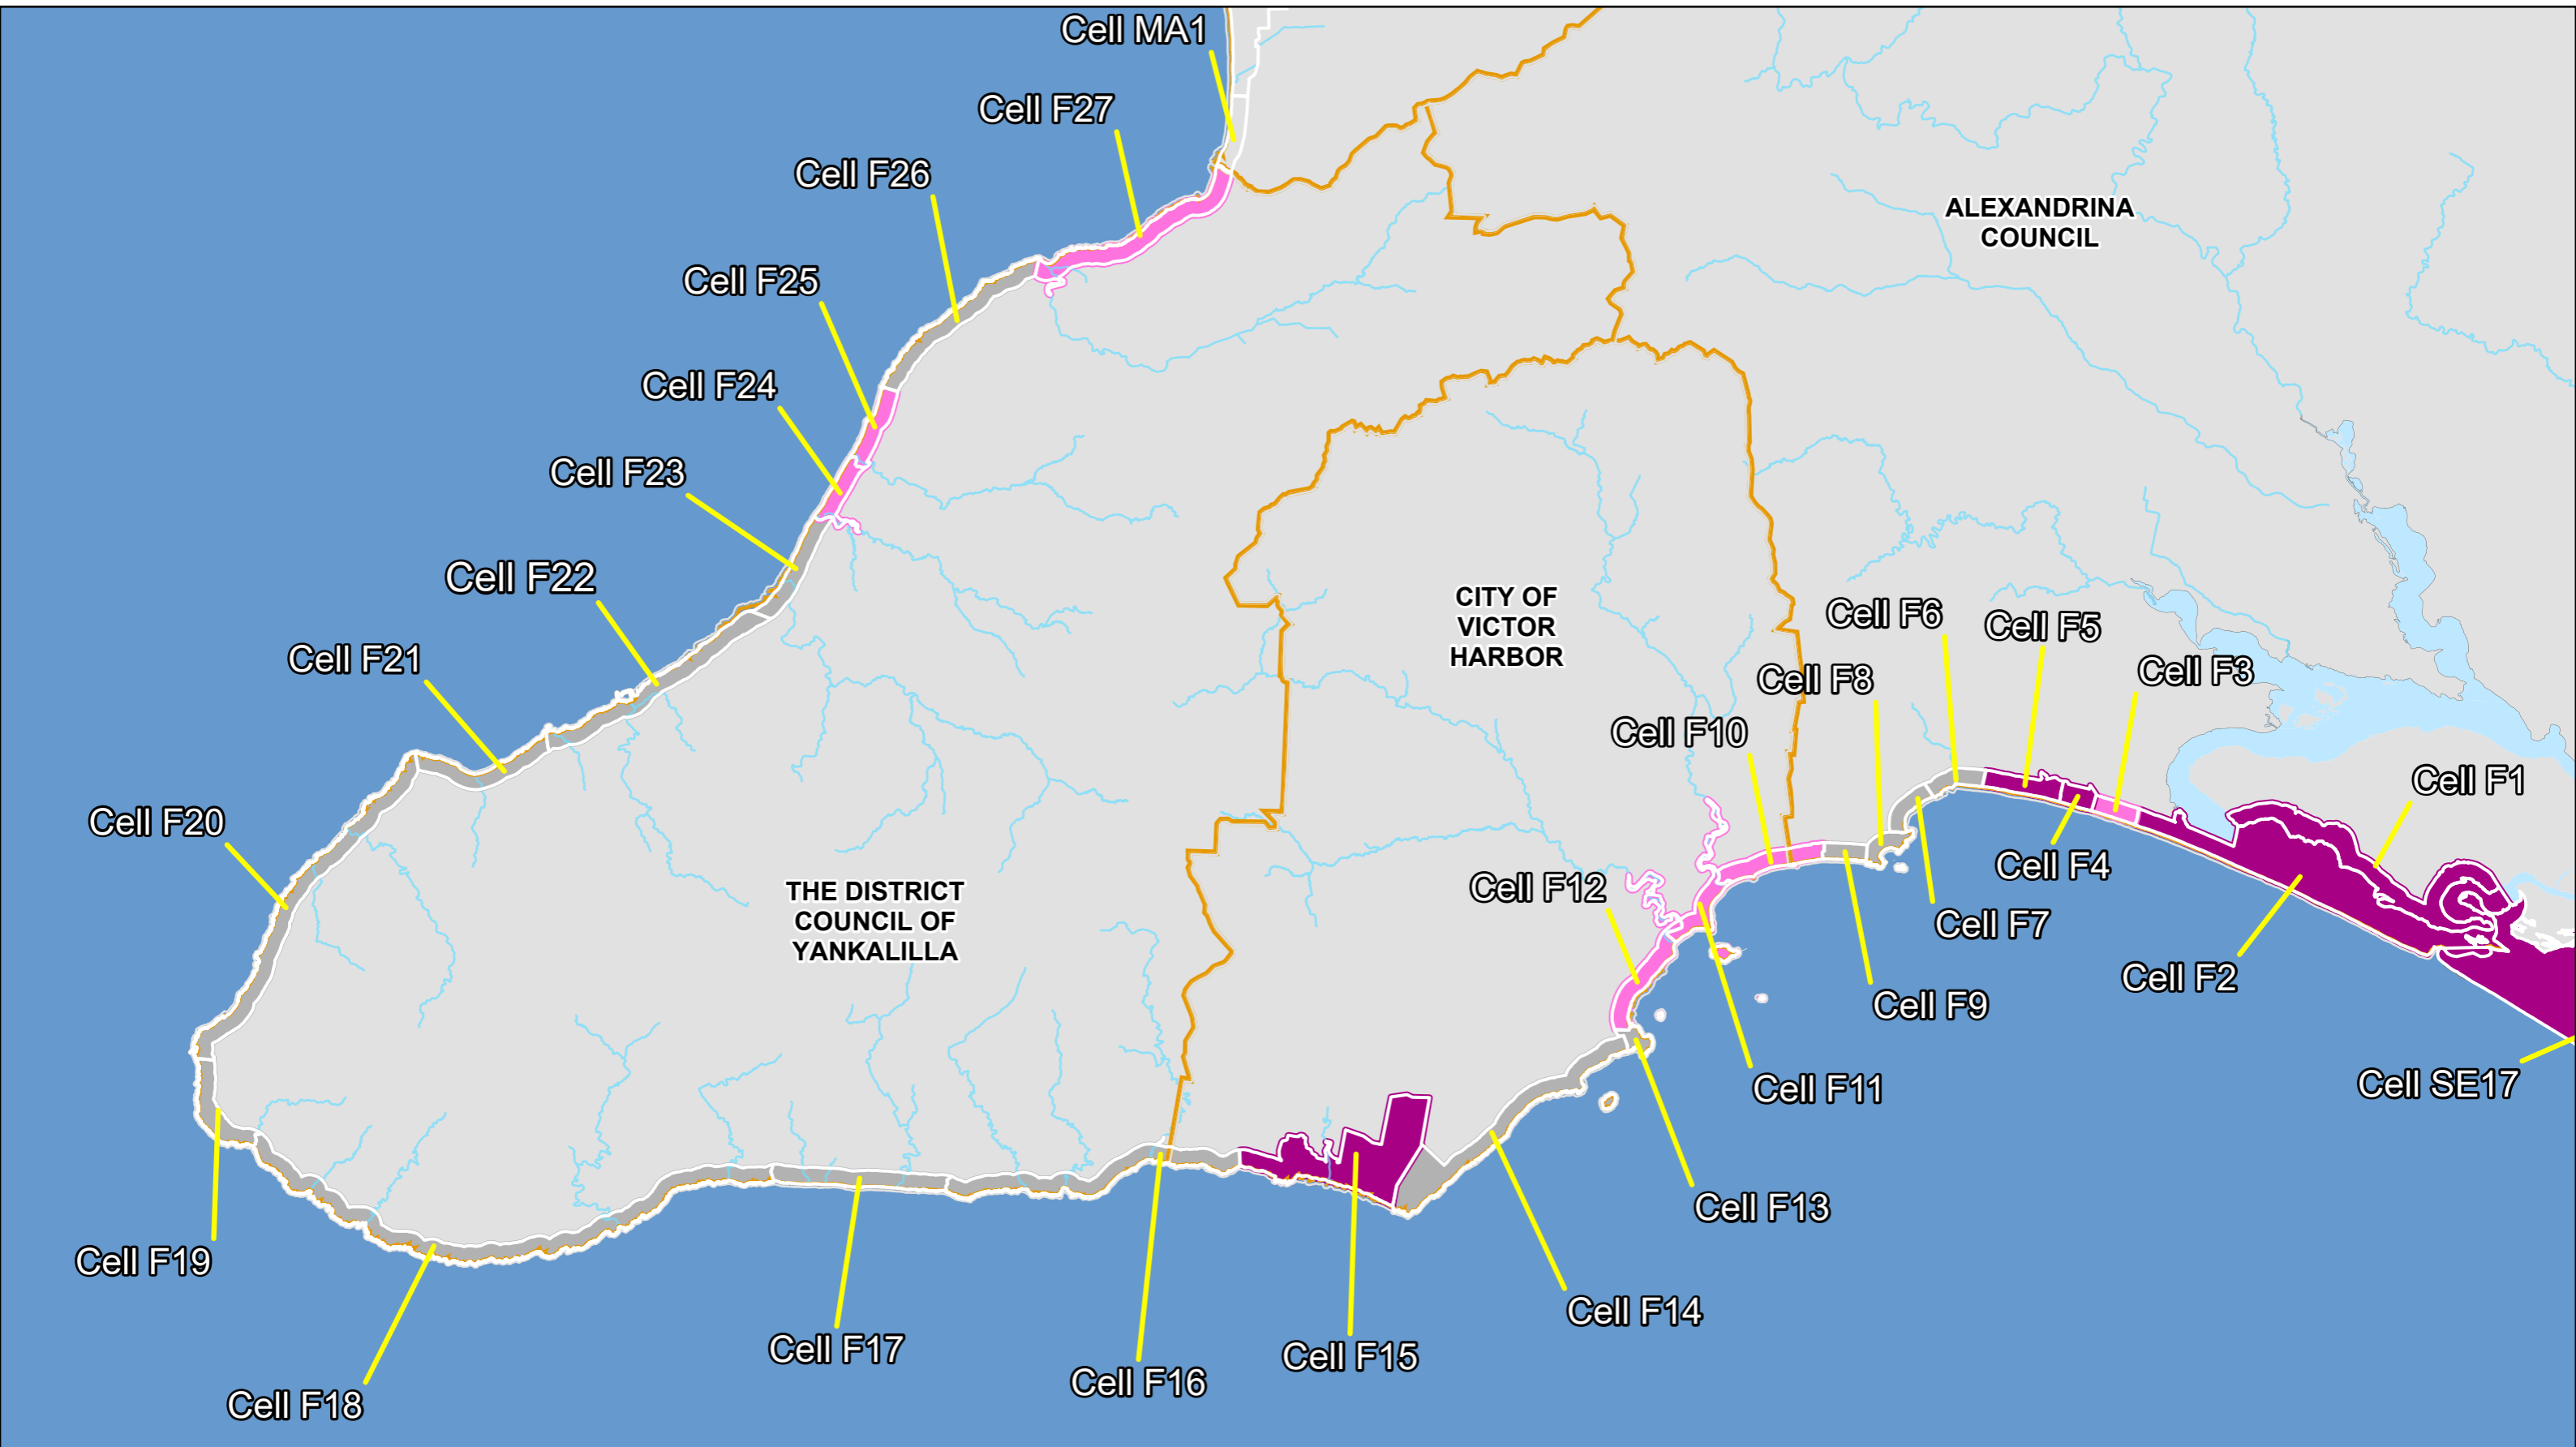 Cell MA1
Cell F27
Cell F26
ALEXANDRINA
COUNCIL
Cell F25
Cell F24
Cell F23
Cell F22
CITY OF
VICTOR
HARBOR
Cell F6
Cell F5
Cell F3
Cell F21
Cell F8
Cell F10
Cell F1
Cell F20
Cell F4
THE DISTRICT
COUNCIL OF
YANKALILLA
Cell F12
Cell F7
Cell F2
Cell F9
Cell SE17
Cell F11
Cell F13
Cell F19
Cell F14
Cell F17
Cell F15
Cell F16
Cell F18